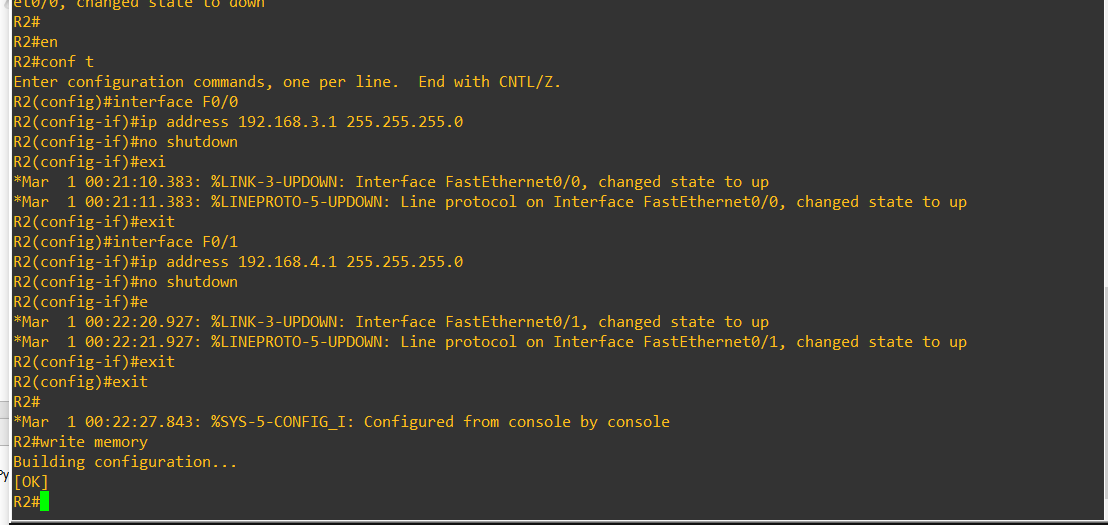 et0/0, changed state to down
R2#
R2#en
R2#conf t
Enter configuration commands, one per line.  End with CNTL/Z.
R2(config)#interface F0/0
R2(config-if)#ip address 192.168.3.1 255.255.255.0
R2(config-if)#no shutdown
R2(config-if)#exi
*Mar  1 00:21:10.383: %LINK-3-UPDOWN: Interface FastEthernet0/0, changed state to up
*Mar  1 00:21:11.383: %LINEPROTO-5-UPDOWN: Line protocol on Interface FastEthernet0/0, changed state to up
R2(config-if)#exit
R2(config)#interface F0/1
R2(config-if)#ip address 192.168.4.1 255.255.255.0
R2(config-if)#no shutdown
R2(config-if)#e
*Mar  1 00:22:20.927: %LINK-3-UPDOWN: Interface FastEthernet0/1, changed state to up
*Mar  1 00:22:21.927: %LINEPROTO-5-UPDOWN: Line protocol on Interface FastEthernet0/1, changed state to up
R2(config-if)#exit
R2(config)#exit
R2#
*Mar  1 00:22:27.843: %SYS-5-CONFIG_I: Configured from console by console
R2#write memory
Building configuration...
Py
[OK]
R2#